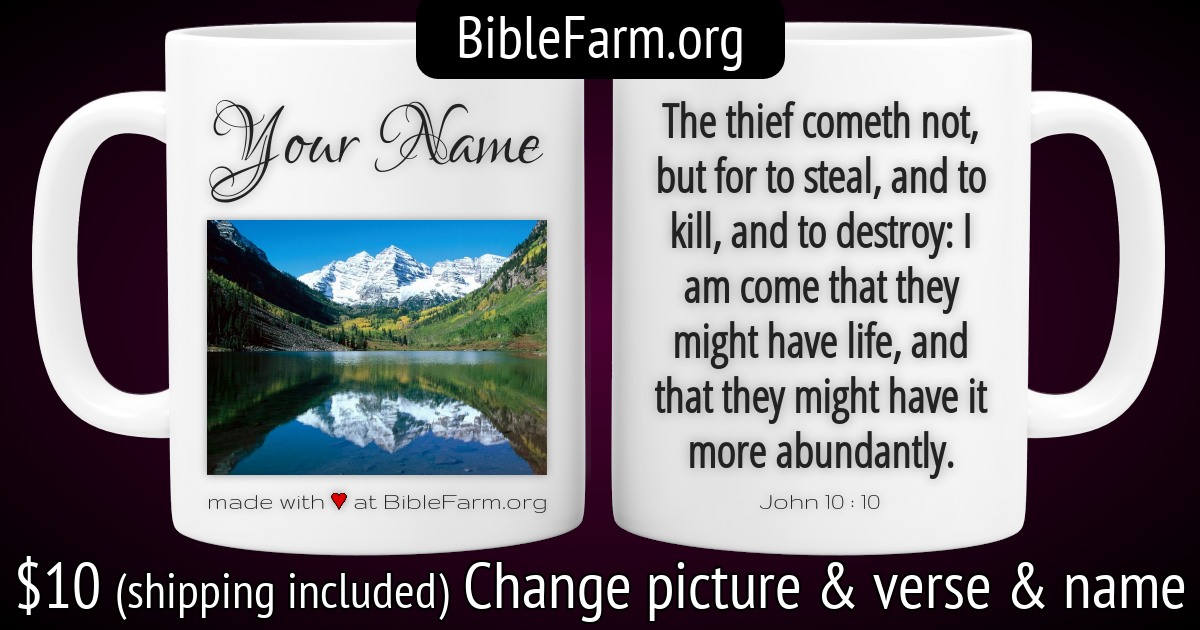 BibleFarm.org
Your Name
made with ♥ at BibleFarm.org
The thief cometh not,
but for to steal, and to
kill, and to destroy: I
am come that they
might have life, and
that they might have it
more abundantly.
John 10 : 10
$10 (shipping included) Change picture & verse & name